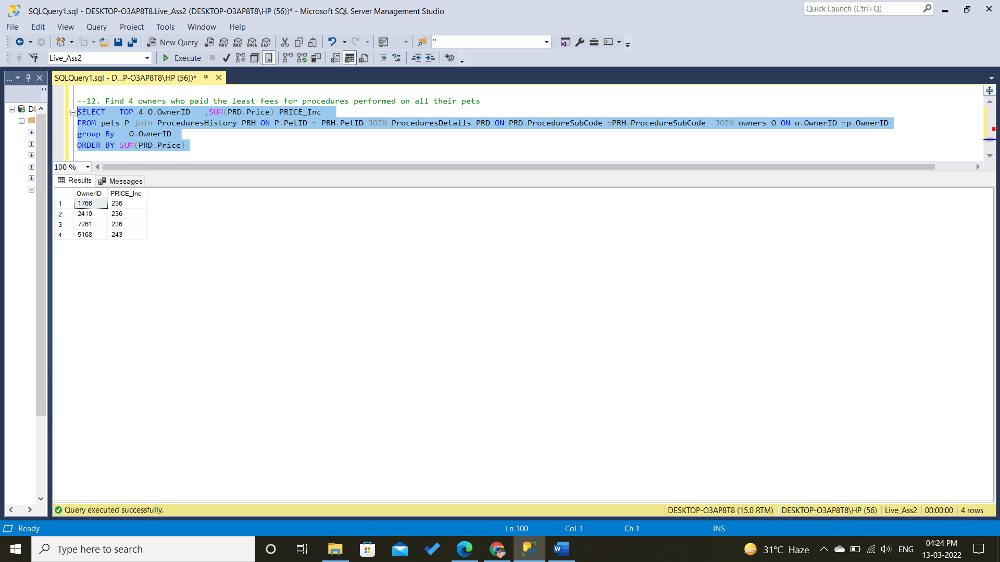 SQLQuery1.sql - DESKTOP-O3AP8T8.Live_Ass2 (DESKTOP-O3AP8T8\HP (56))* - Microsoft SQL Server Management Studio
Quick Launch (Ctrl+Q)
File Edit View Query Project Tools Window Help
New Query MDX DMX XMLA DAX "
Live_Ass2 Execute
... SQLQuery1.sql - D...P-O3AP8T8\HP (56))*
--12. Find 4 owners who paid the least fees for procedures performed on all their pets
SELECT TOP 4 O.OwnerID ,SUM(PRD.Price) PRICE_Inc
FROM pets P join ProceduresHistory PRH ON P.PetID = PRH.PetID JOIN ProceduresDetails PRD ON PRD.ProcedureSubCode =PRH.ProcedureSubCode JOIN owners O ON o.OwnerID =p.OwnerID
group By O.OwnerID
ORDER BY SUM(PRD.Price)
100 %
Results Messages
OwnerID PRICE_Inc
1 1766 236
2 2419 236
3 7261 236
4 5168 243
Query executed successfully. DESKTOP-O3AP8T8 (15.0 RTM) DESKTOP-O3AP8T8\HP (56) Live_Ass2 00:00:00 4 rows
Ready Ln 100 Col 1 Ch 1 INS
Type here to search
31°C Haze ENG 04:24 PM
13-03-2022